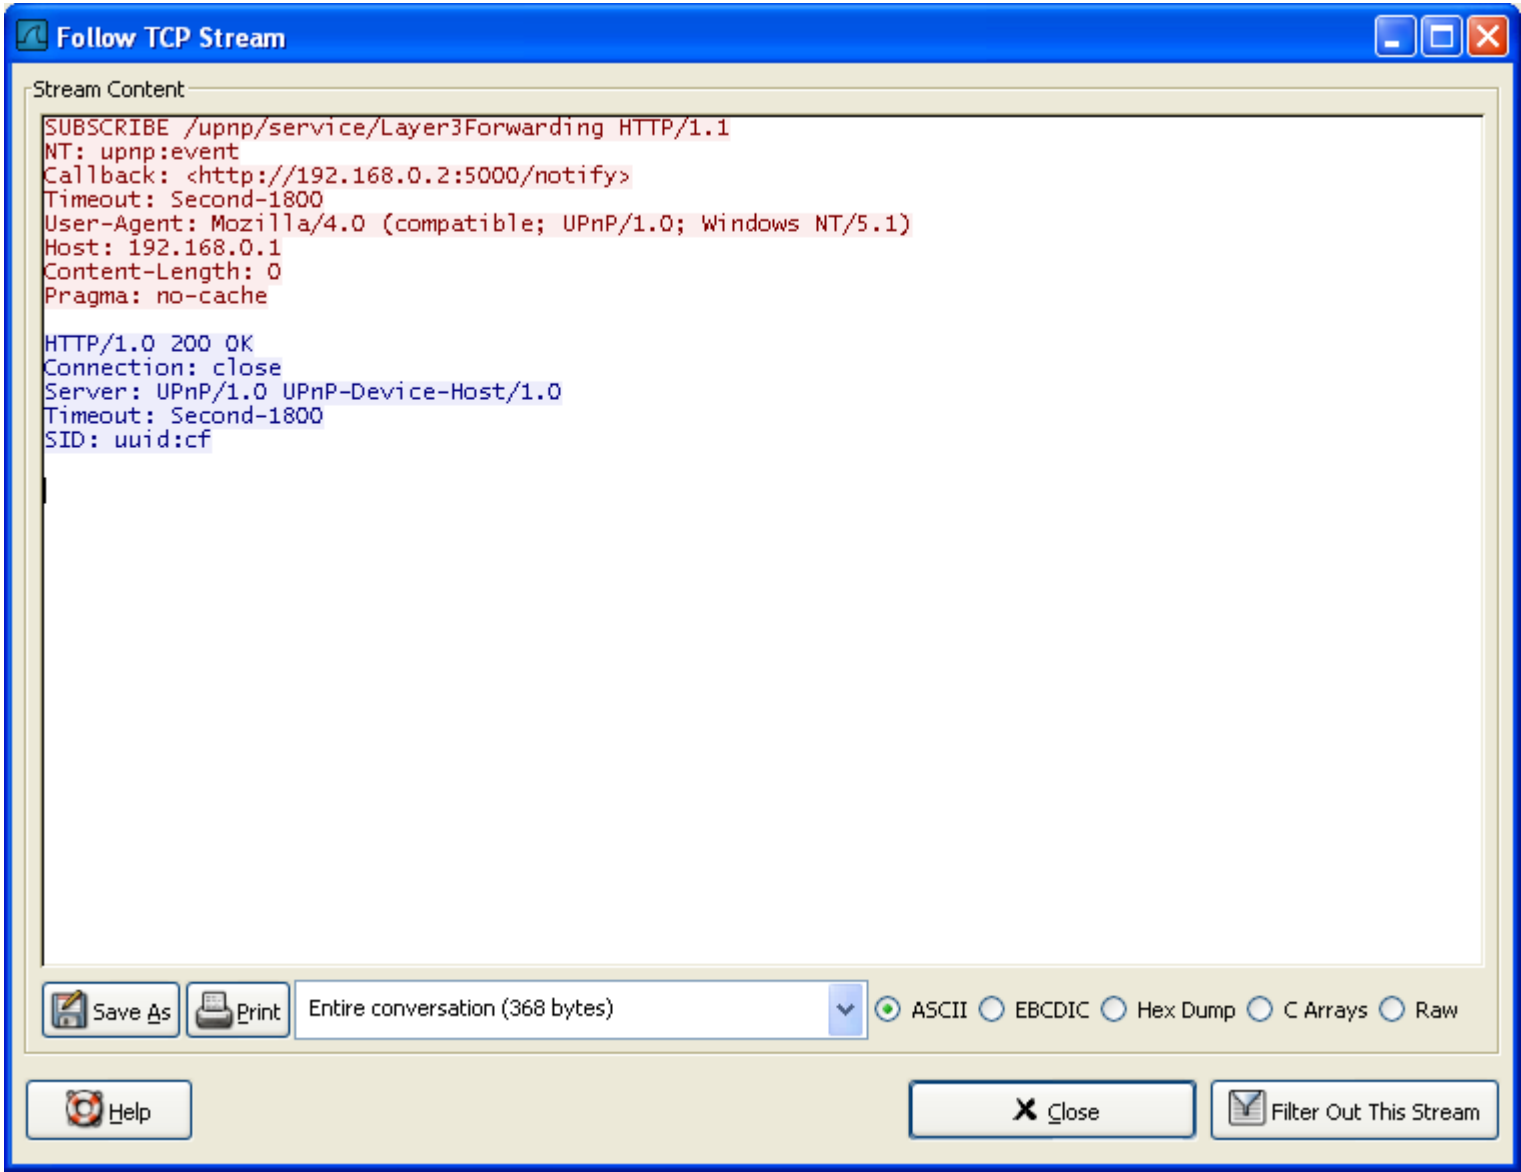 Follow TCP Stream
Stream Content
SUBSCRIBE /upnp/service/Layer3Forwarding HTTP/1.1
NT: upnp:event
Callback: <http://192.168.0.2:5000/notify>
Timeout: Second-1800
User-Agent: Mozilla/4.0 (compatible; UPnP/1.0; Windows NT/5.1)
Host: 192.168.0.1
Content-Length: 0
Pragma: no-cache
HTTP/1.0 200 OK
Connection: close
Server: UPnP/1.0 UPnP-Device-Host/1.0
Timeout: Second-1800
SID: uuid:cf
Save As Print Entire conversation (368 bytes) ASCII EBCDIC Hex Dump C Arrays Raw
Help Close Filter Out This Stream